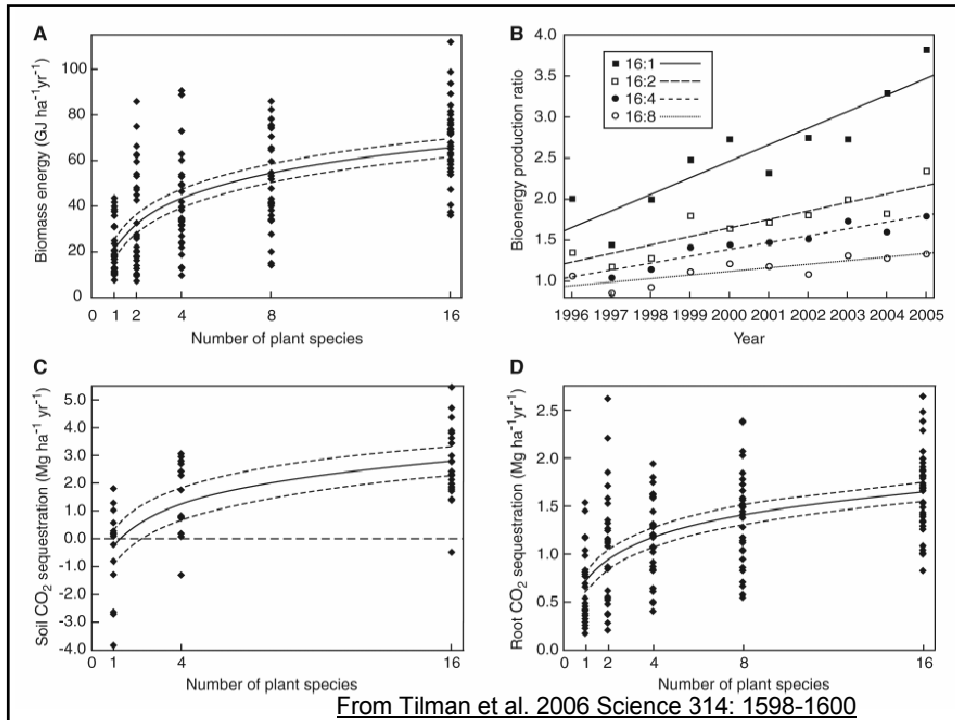 A
Biomass energy (GJ ha⁻¹yr⁻¹)
100
80
60
40
20
0
0 1 2 4 8 16
Number of plant species
B
Bioenergy production ratio
4.0
3.5
3.0
2.5
2.0
1.5
1.0
16:1
16:2
16:4
16:8
1996 1997 1998 1999 2000 2001 2002 2003 2004 2005
Year
C
Soil CO₂ sequestration (Mg ha⁻¹ yr⁻¹)
5.0
4.0
3.0
2.0
1.0
0.0
-1.0
-2.0
-3.0
-4.0
0 1 4 16
Number of plant species
D
Root CO₂ sequestration (Mg ha⁻¹yr⁻¹)
2.5
2.0
1.5
1.0
0.5
0.0
0 1 2 4 8 16
Number of plant species
From Tilman et al. 2006 Science 314: 1598-1600